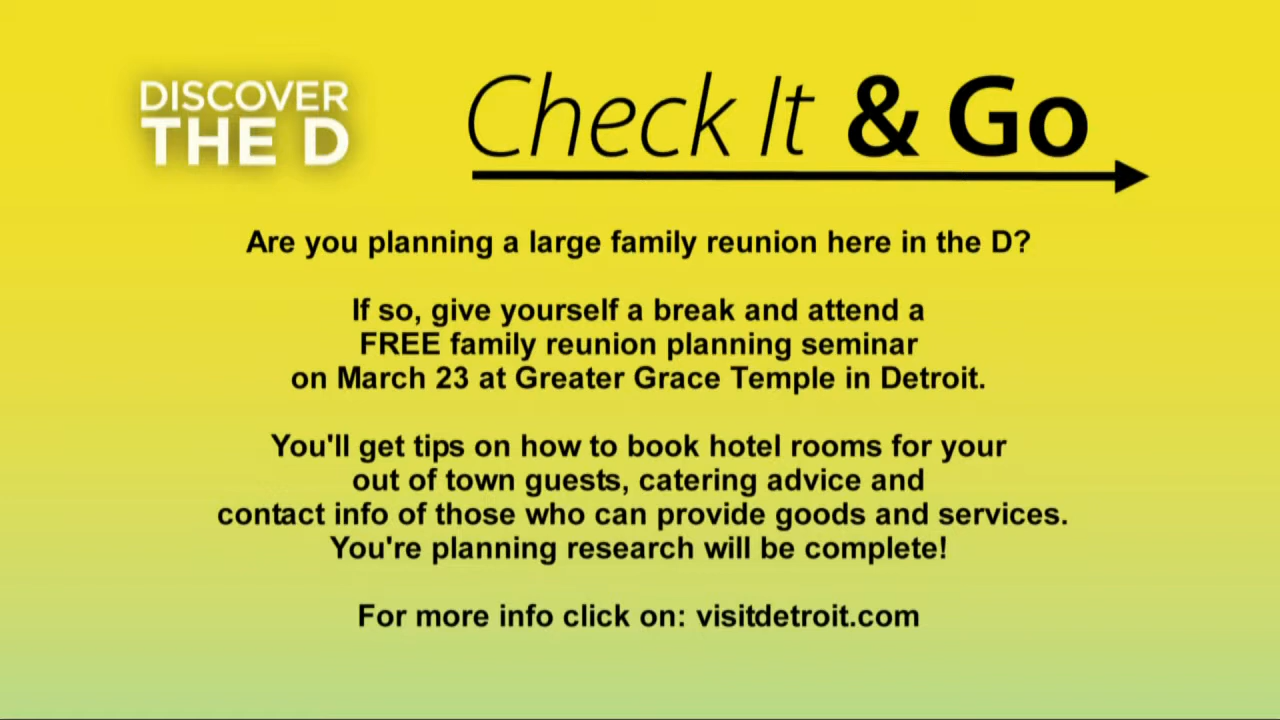 DISCOVER
THE D
Check It & Go
Are you planning a large family reunion here in the D?
If so, give yourself a break and attend a
FREE family reunion planning seminar
on March 23 at Greater Grace Temple in Detroit.
You'll get tips on how to book hotel rooms for your
out of town guests, catering advice and
contact info of those who can provide goods and services.
You're planning research will be complete!
For more info click on: visitdetroit.com